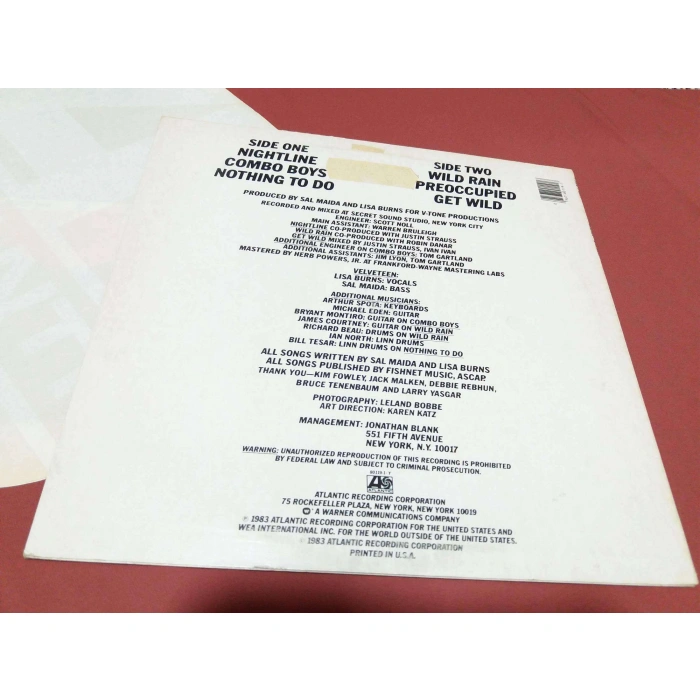 SIDE ONE
NIGHTLINE
COMBO BOYS
NOTHING TO DO
SIDE TWO
WILD RAIN
PREOCCUPIED
GET WILD
PRODUCED BY SAL MAIDA AND LISA BURNS FOR V-TONE PRODUCTIONS
RECORDED AND MIXED AT SECRET SOUND STUDIO, NEW YORK CITY
ENGINEER: SCOTT NOLL
MAIN ASSISTANT: WARREN BRULEIGH
NIGHTLINE CO-PRODUCED WITH JUSTIN STRAUSS
WILD RAIN CO-PRODUCED WITH ROBIN DANAR
GET WILD MIXED BY JUSTIN STRAUSS, IVAN IVAN
ADDITIONAL ENGINEER ON COMBO BOYS: TOM GARTLAND
ADDITIONAL ASSISTANTS: JIM LYON, TOM GARTLAND
MASTERED BY HERB POWERS, JR. AT FRANKFORD-WAYNE MASTERING LABS
VELVETEEN:
LISA BURNS: VOCALS
SAL MAIDA: BASS
ADDITIONAL MUSICIANS:
ARTHUR SPOTA: KEYBOARDS
MICHAEL EDEN: GUITAR
BRYANT MONTIRO: GUITAR ON COMBO BOYS
JAMES COURTNEY: GUITAR ON WILD RAIN
RICHARD BEAU: DRUMS ON WILD RAIN
IAN NORTH: LINN DRUMS
BILL TESAR: LINN DRUMS ON NOTHING TO DO
ALL SONGS WRITTEN BY SAL MAIDA AND LISA BURNS
ALL SONGS PUBLISHED BY FISHNET MUSIC, ASCAP.
THANK YOU—KIM FOWLEY, JACK MALKEN, DEBBIE REBHUN,
BRUCE TENENBAUM AND LARRY YASGAR
PHOTOGRAPHY: LELAND BOBBE
ART DIRECTION: KAREN KATZ
MANAGEMENT: JONATHAN BLANK
551 FIFTH AVENUE
NEW YORK, N.Y. 10017
WARNING: UNAUTHORIZED REPRODUCTION OF THIS RECORDING IS PROHIBITED
BY FEDERAL LAW AND SUBJECT TO CRIMINAL PROSECUTION.
ATLANTIC
ATLANTIC RECORDING CORPORATION
75 ROCKEFELLER PLAZA, NEW YORK, NEW YORK 10019
A WARNER COMMUNICATIONS COMPANY
℗ 1983 ATLANTIC RECORDING CORPORATION FOR THE UNITED STATES AND
WEA INTERNATIONAL INC. FOR THE WORLD OUTSIDE OF THE UNITED STATES.
© 1983 ATLANTIC RECORDING CORPORATION
PRINTED IN U.S.A.